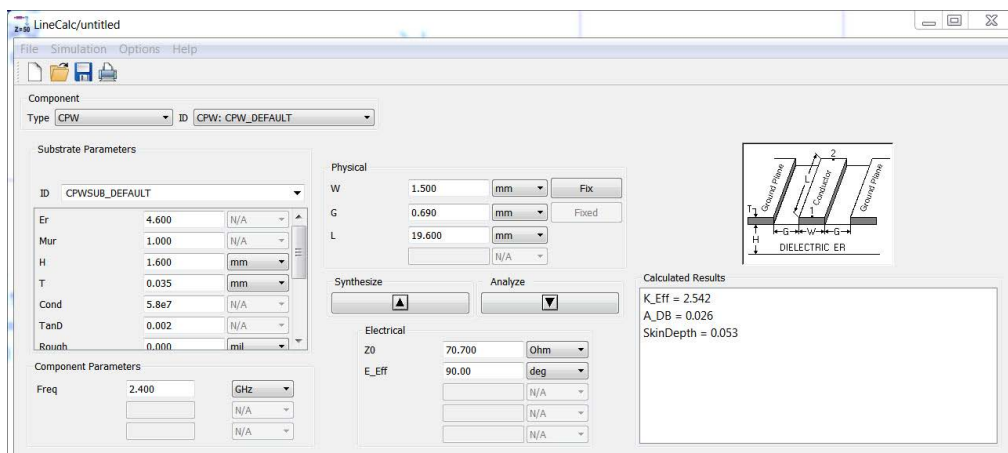 Z=50 LineCalc/untitled
File Simulation Options Help
Component
Type CPW ID CPW: CPW_DEFAULT
Substrate Parameters
ID CPWSUB_DEFAULT
Er 4.600 N/A
Mur 1.000 N/A
H 1.600 mm
T 0.035 mm
Cond 5.8e7 N/A
TanD 0.002 N/A
Rough 0.000 mil
Component Parameters
Freq 2.400 GHz
N/A
N/A
Physical
W 1.500 mm Fix
G 0.690 mm Fixed
L 19.600 mm
N/A
Synthesize Analyze
Electrical
Z0 70.700 Ohm
E_Eff 90.00 deg
N/A
N/A
N/A
2
Ground Plane L Conductor Ground Plane
T 1
G W G
H
DIELECTRIC ER
Calculated Results
K_Eff = 2.542
A_DB = 0.026
SkinDepth = 0.053